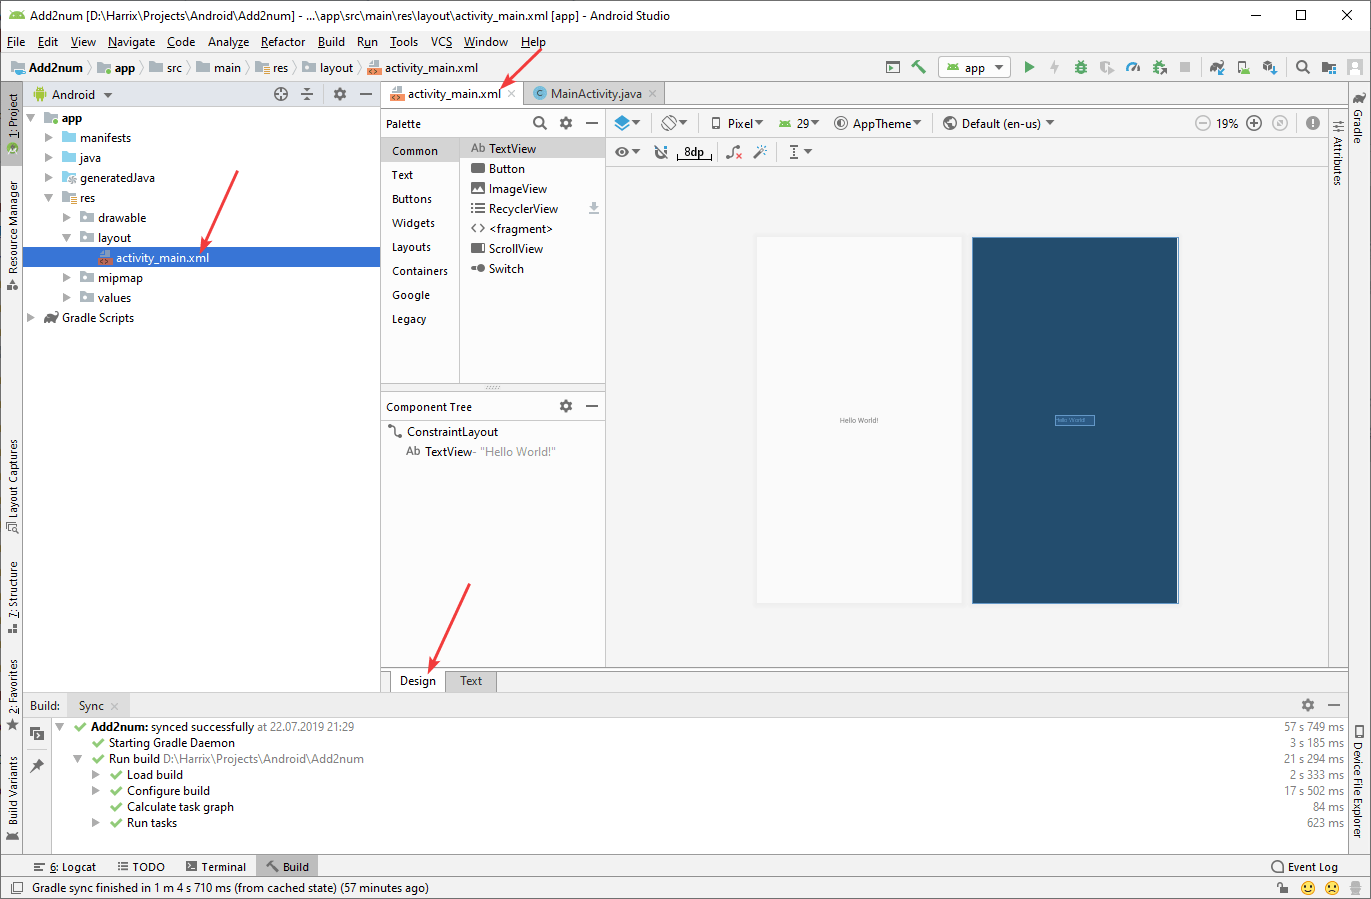 Add2num [D:\Harrix\Projects\Android\Add2num] - ...\app\src\main\res\layout\activity_main.xml [app] - Android Studio
File Edit View Navigate Code Analyze Refactor Build Run Tools VCS Window Help
Add2num app src main res layout activity_main.xml
app
1: Project
Resource Manager
Layout Captures
7: Structure
2: Favorites
Build Variants
Android
app
manifests
java
generatedJava
res
drawable
layout
activity_main.xml
mipmap
values
Gradle Scripts
activity_main.xml
MainActivity.java
Palette
Common
Text
Buttons
Widgets
Layouts
Containers
Google
Legacy
Ab TextView
Button
ImageView
RecyclerView
<fragment>
ScrollView
Switch
Component Tree
ConstraintLayout
Ab TextView- "Hello World!"
Pixel 29 AppTheme Default (en-us) 19%
8dp
Hello World!
Hello World!
Design
Text
Gradle
Attributes
Device File Explorer
Build: Sync
Add2num: synced successfully at 22.07.2019 21:29 57 s 749 ms
Starting Gradle Daemon 3 s 185 ms
Run build D:\Harrix\Projects\Android\Add2num 21 s 294 ms
Load build 2 s 333 ms
Configure build 17 s 502 ms
Calculate task graph 84 ms
Run tasks 623 ms
6: Logcat TODO Terminal Build Event Log
Gradle sync finished in 1 m 4 s 710 ms (from cached state) (57 minutes ago)